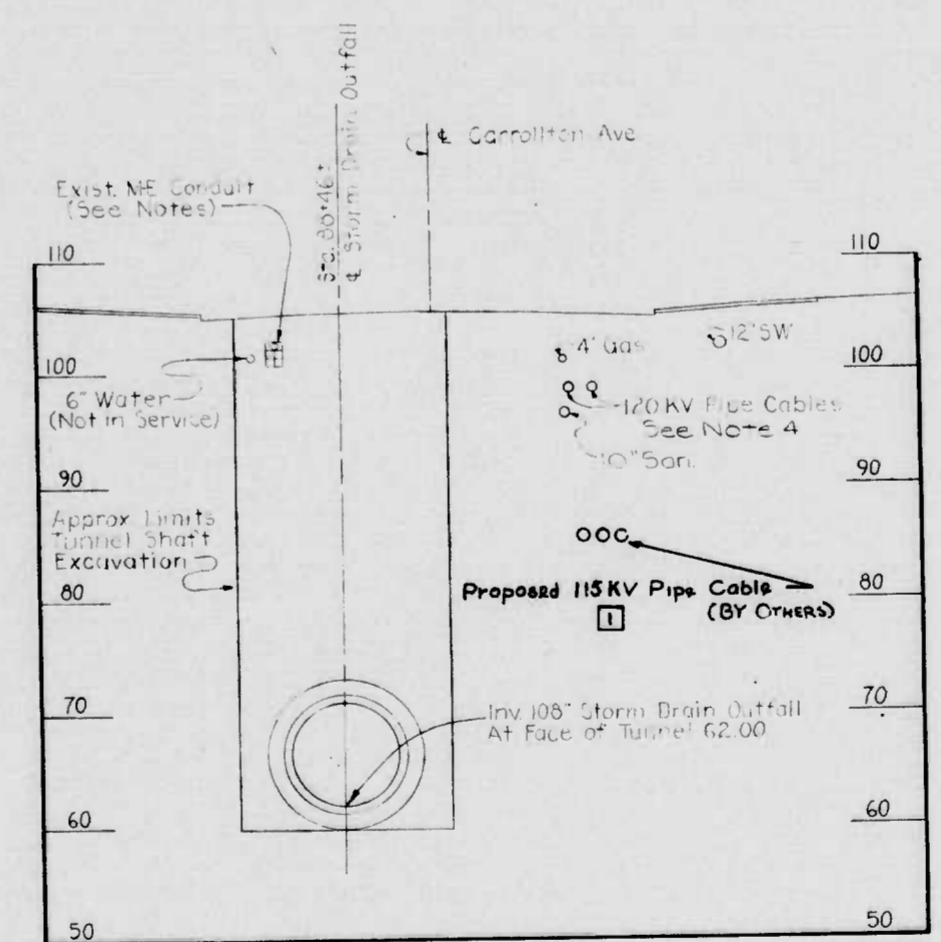 Sta. 88+46±
℄ Storm Drain Outfall
℄ Carrollton Ave
Exist. M-E Conduit
(See Notes)
110
110
12" SW
4" Gas
100
100
6" Water
(Not in Service)
120 KV Pipe Cables
See Note 4
10" San.
90
90
Approx Limits
Tunnel Shaft
Excavation
80
80
Proposed 115KV Pipe Cable
(BY OTHERS)
1
70
70
Inv. 108" Storm Drain Outfall
At Face of Tunnel 62.00
60
60
50
50